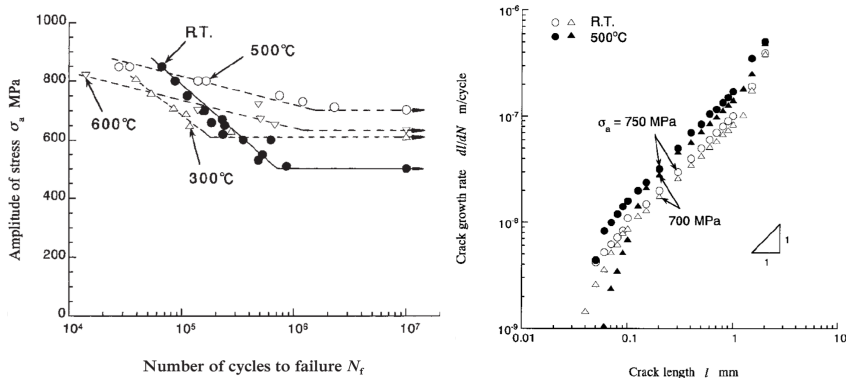 1000
800
600
400
200
0
10⁴
10⁵
10⁶
10⁷
R.T.
500℃
600℃
300℃
Amplitude of stress σₐ MPa
Number of cycles to failure Nf
10⁻⁶
10⁻⁷
10⁻⁸
10⁻⁹
0.01
0.1
1
10
R.T.
500°C
σₐ = 750 MPa
700 MPa
1
1
Crack growth rate dl/dN m/cycle
Crack length l mm